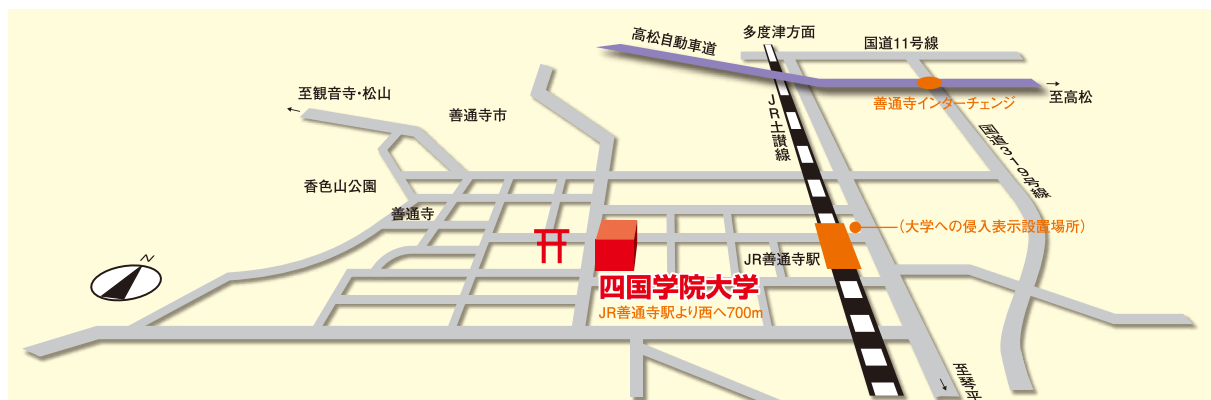 多度津方面
高松自動車道
国道11号線
至観音寺・松山
善通寺市
JR土讃線
善通寺インターチェンジ
至高松
国道319号線
香色山公園
善通寺
(大学への侵入表示設置場所)
N
JR善通寺駅
四国学院大学
JR善通寺駅より西へ700m
至琴平